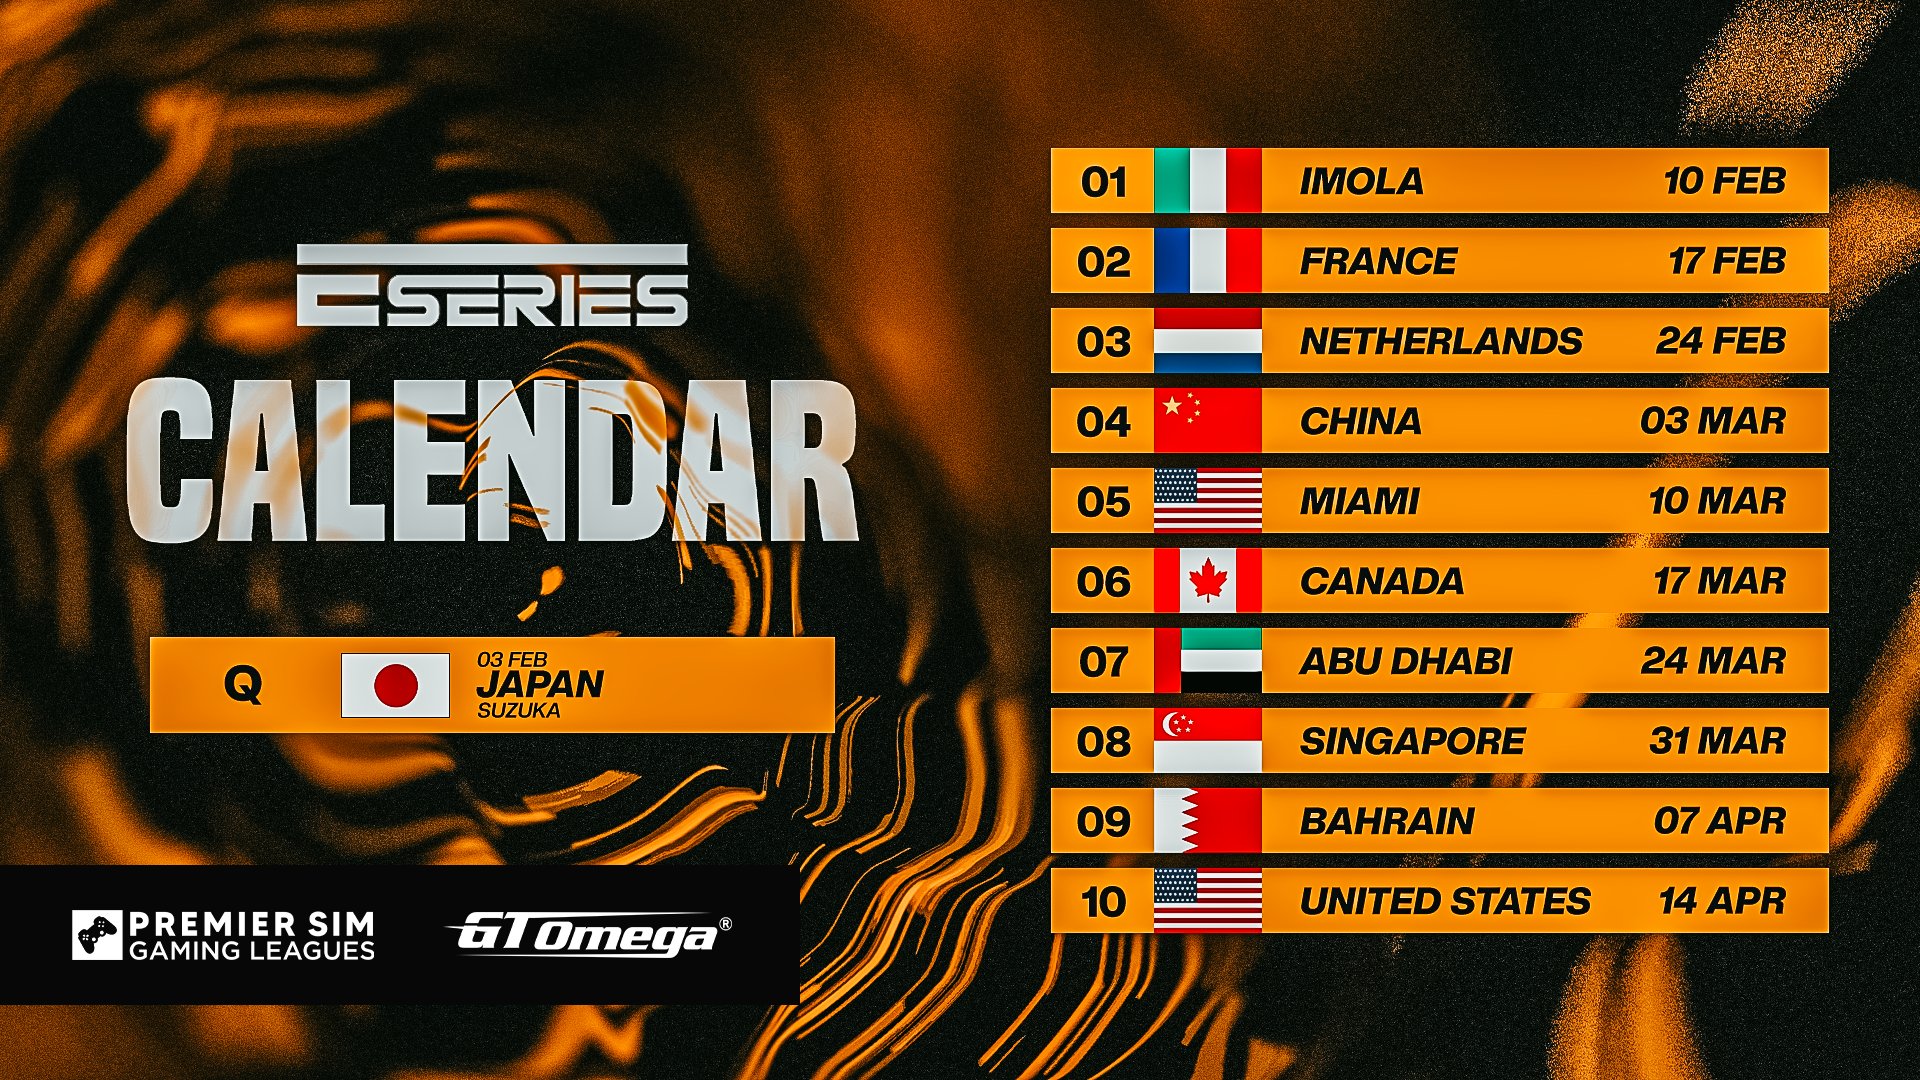 ESERIES
CALENDAR
Q
03 FEB
JAPAN
SUZUKA
PREMIER SIM
GAMING LEAGUES
GT Omega®
01 IMOLA 10 FEB
02 FRANCE 17 FEB
03 NETHERLANDS 24 FEB
04 CHINA 03 MAR
05 MIAMI 10 MAR
06 CANADA 17 MAR
07 ABU DHABI 24 MAR
08 SINGAPORE 31 MAR
09 BAHRAIN 07 APR
10 UNITED STATES 14 APR